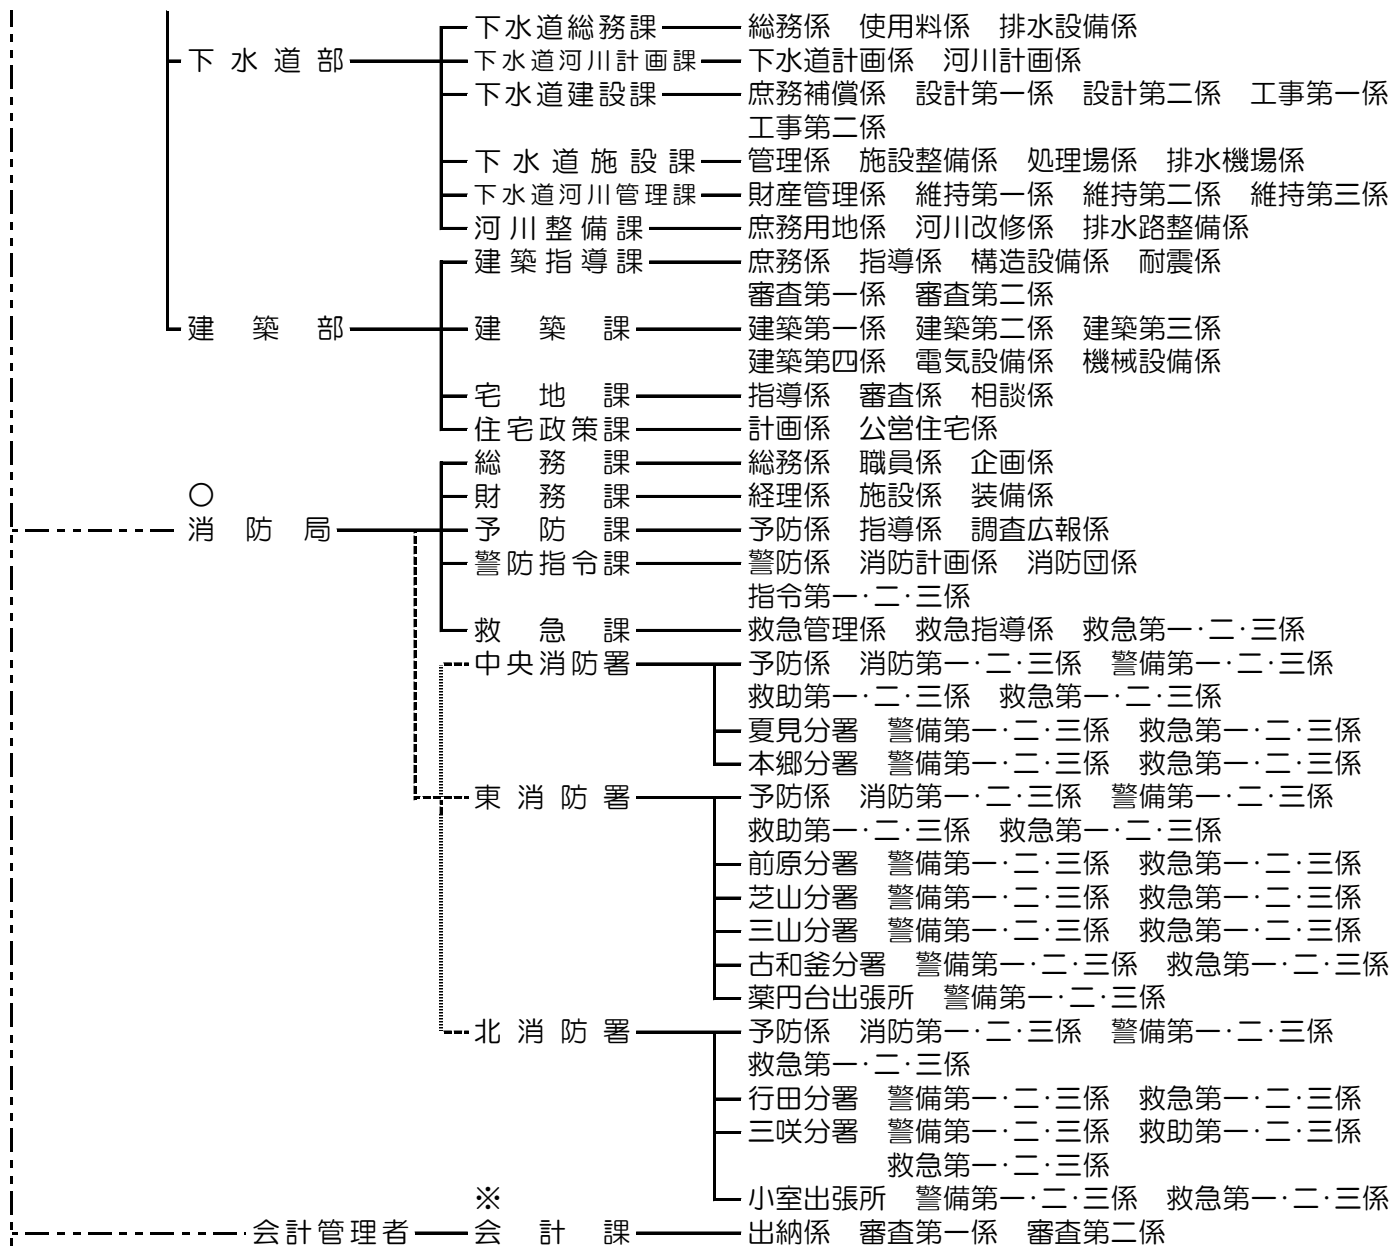 下水道総務課 総務係 使用料係 排水設備係
下水道部 下水道河川計画課 下水道計画係 河川計画係
下水道建設課 庶務補償係 設計第一係 設計第二係 工事第一係
工事第二係
下水道施設課 管理係 施設整備係 処理場係 排水機場係
下水道河川管理課 財産管理係 維持第一係 維持第二係 維持第三係
河川整備課 庶務用地係 河川改修係 排水路整備係
建築指導課 庶務係 指導係 構造設備係 耐震係
審査第一係 審査第二係
建築部 建築課 建築第一係 建築第二係 建築第三係
建築第四係 電気設備係 機械設備係
宅地課 指導係 審査係 相談係
住宅政策課 計画係 公営住宅係
総務課 総務係 職員係 企画係
○
財務課 経理係 施設係 装備係
消防局 予防課 予防係 指導係 調査広報係
警防指令課 警防係 消防計画係 消防団係
指令第一・二・三係
救急課 救急管理係 救急指導係 救急第一・二・三係
中央消防署 予防係 消防第一・二・三係 警備第一・二・三係
救助第一・二・三係 救急第一・二・三係
夏見分署 警備第一・二・三係 救急第一・二・三係
本郷分署 警備第一・二・三係 救急第一・二・三係
東消防署 予防係 消防第一・二・三係 警備第一・二・三係
救助第一・二・三係 救急第一・二・三係
前原分署 警備第一・二・三係 救急第一・二・三係
芝山分署 警備第一・二・三係 救急第一・二・三係
三山分署 警備第一・二・三係 救急第一・二・三係
古和釜分署 警備第一・二・三係 救急第一・二・三係
薬円台出張所 警備第一・二・三係
北消防署 予防係 消防第一・二・三係 警備第一・二・三係
救急第一・二・三係
行田分署 警備第一・二・三係 救急第一・二・三係
三咲分署 警備第一・二・三係 救助第一・二・三係
救急第一・二・三係
※
小室出張所 警備第一・二・三係 救急第一・二・三係
会計管理者 会計課 出納係 審査第一係 審査第二係